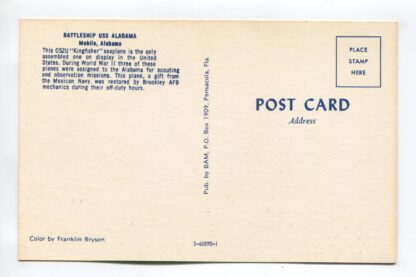 BATTLESHIP USS ALABAMA
Mobile, Alabama
This OS2U "Kingfisher" seaplane is the only
assembled one on display in the United
States. During World War II three of these
planes were assigned to the Alabama for scouting
and observation missions. This plane, a gift from
the Mexican Navy, was restored by Brookley AFB
mechanics during their off-duty hours.
PLACE
STAMP
HERE
Pub. by BAM, P.O. Box 1909, Pensacola, Fla.
POST CARD
Address
Color by Franklin Bryson
S-61890-1